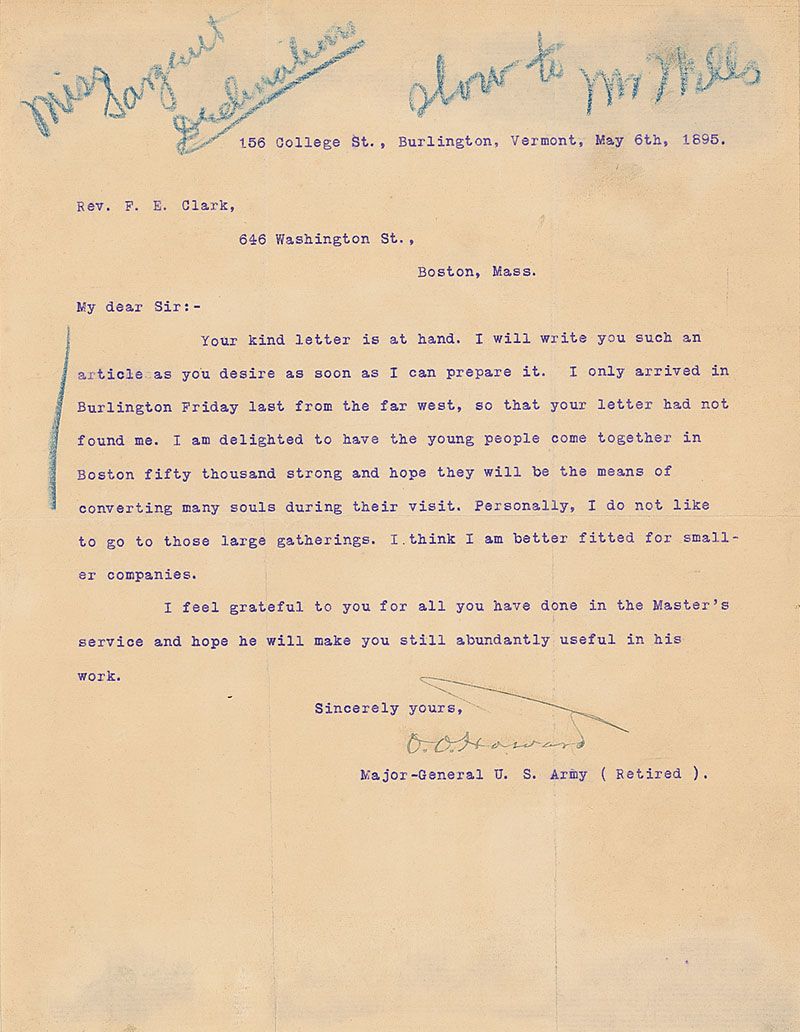 Miss
Sargent
Declinations
Show to Mr Wells
156 College St., Burlington, Vermont, May 6th, 1895.
Rev. F. E. Clark,
646 Washington St.,
Boston, Mass.
My dear Sir:-
Your kind letter is at hand. I will write you such an
article as you desire as soon as I can prepare it. I only arrived in
Burlington Friday last from the far west, so that your letter had not
found me. I am delighted to have the young people come together in
Boston fifty thousand strong and hope they will be the means of
converting many souls during their visit. Personally, I do not like
to go to those large gatherings. I think I am better fitted for small-
er companies.
I feel grateful to you for all you have done in the Master's
service and hope he will make you still abundantly useful in his
work.
Sincerely yours,
O. O. Howard
Major-General U. S. Army ( Retired ).